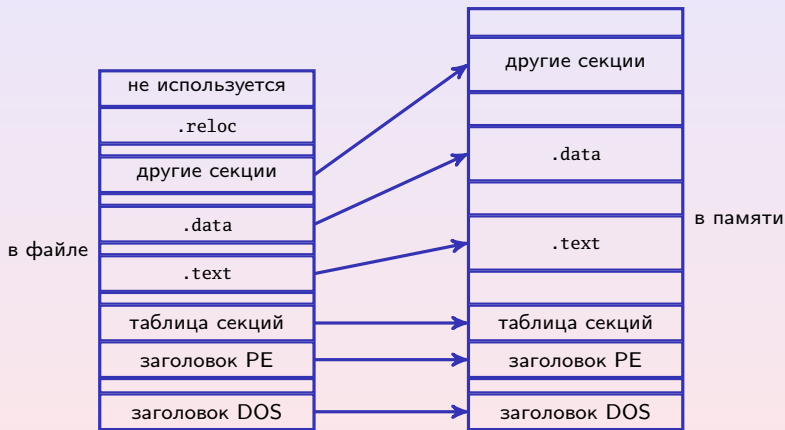 в файле
не используется
.reloc
другие секции
.data
.text
таблица секций
заголовок PE
заголовок DOS
другие секции
.data
.text
таблица секций
заголовок PE
заголовок DOS
в памяти